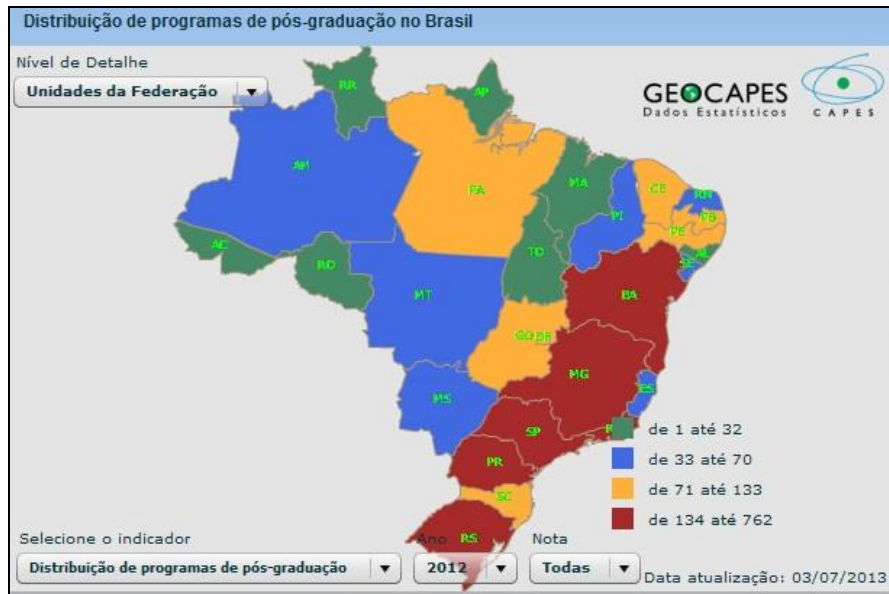 Distribuição de programas de pós-graduação no Brasil
Nível de Detalhe
Unidades da Federação
GEOCAPES
Dados Estatísticos
CAPES
RR
AP
AM
PA
MA
CE
RN
PI
PB
PE
AC
TO
AL
SE
RO
BA
MT
GO DF
MG
ES
MS
SP
PR
SC
RS
de 1 até 32
de 33 até 70
de 71 até 133
de 134 até 762
Selecione o indicador
Ano
Nota
Distribuição de programas de pós-graduação
2012
Todas
Data atualização: 03/07/2013